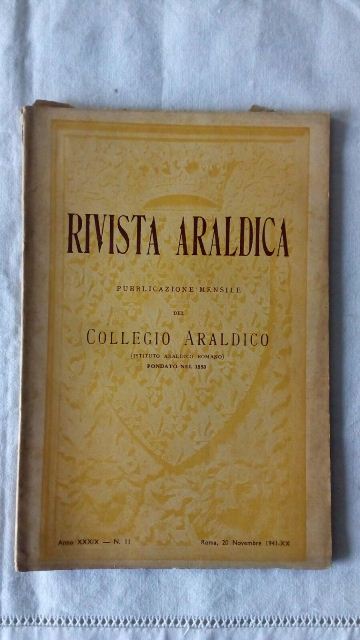 RIVISTA ARALDICA
PUBBLICAZIONE MENSILE
DEL
COLLEGIO ARALDICO
(ISTITUTO ARALDICO ROMANO)
FONDATO NEL 1853
Anno XXXIX — N. 11
Roma, 20 Novembre 1941-XX